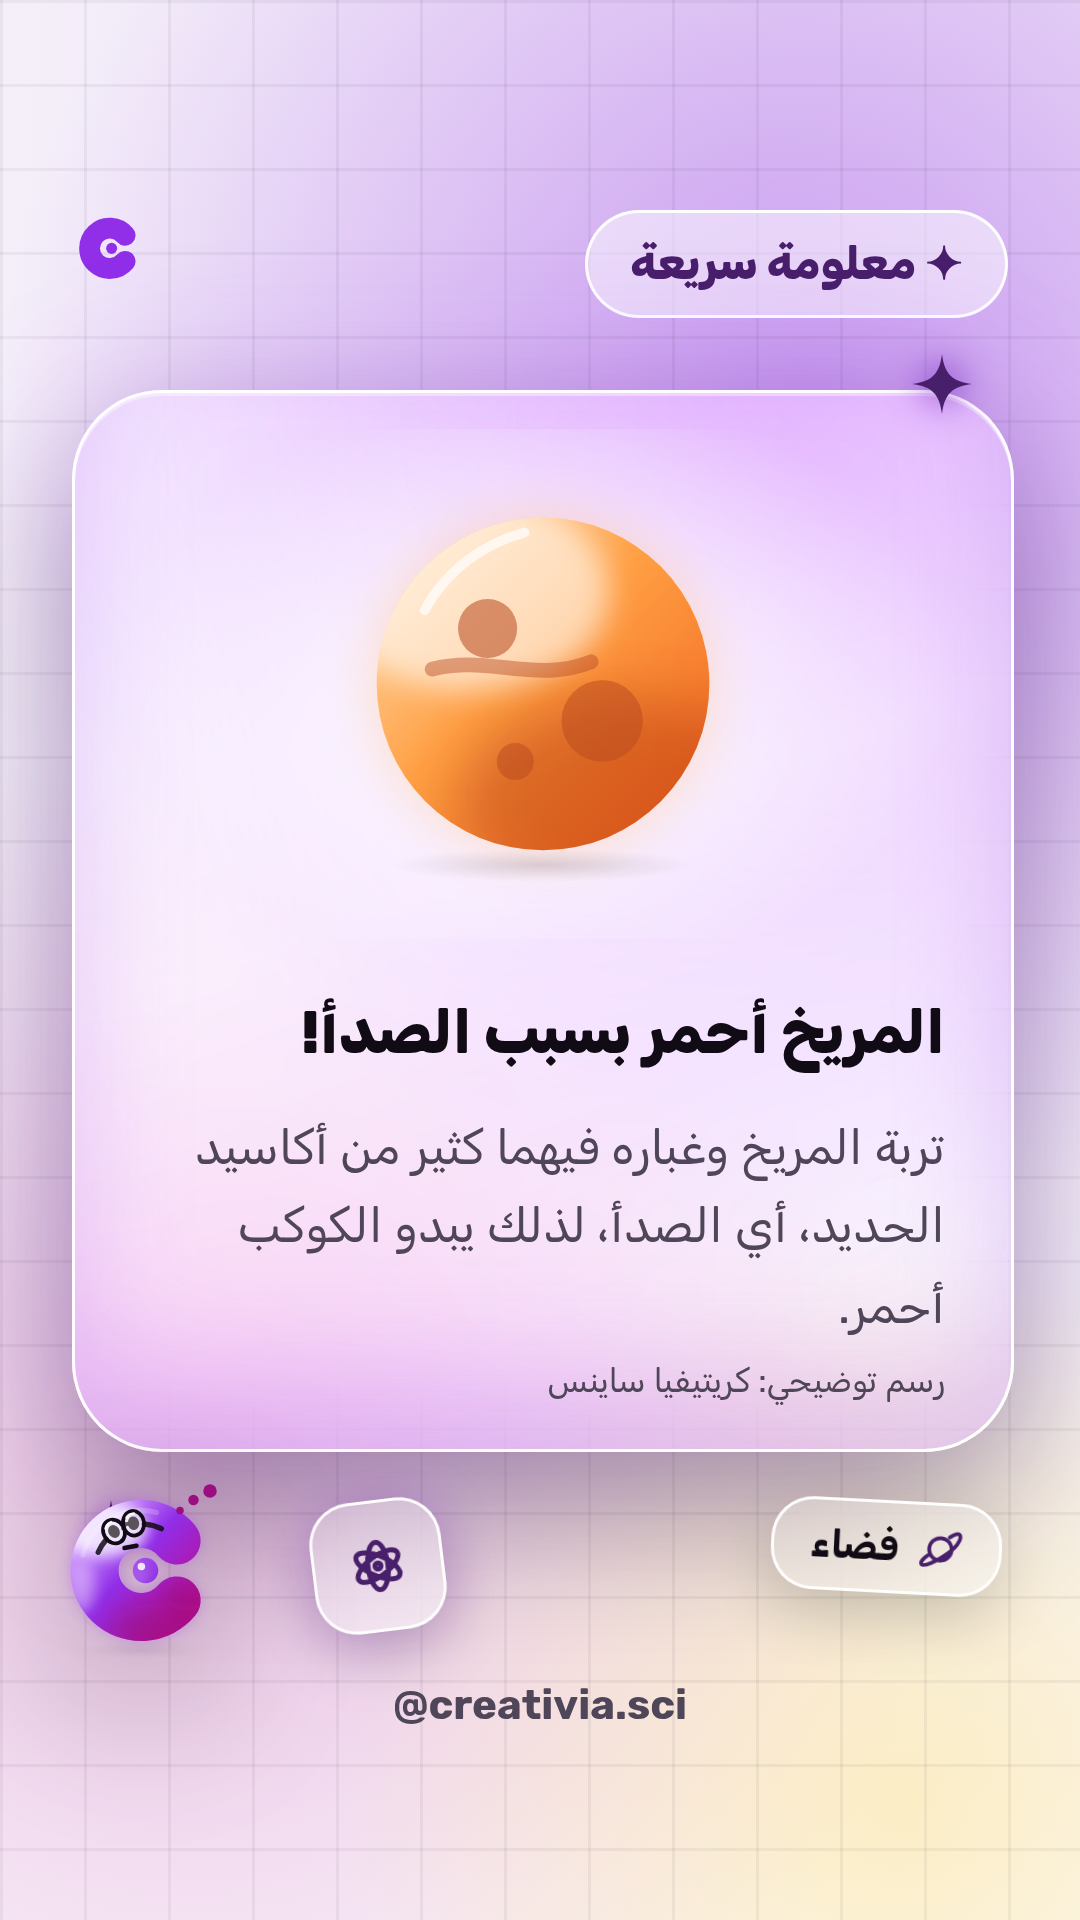 معلومة سريعة
المريخ أحمر بسبب الصدأ!
تربة المريخ وغباره فيهما كثير من أكاسيد
الحديد، أي الصدأ، لذلك يبدو الكوكب
أحمر.
رسم توضيحي: كريتيفيا ساينس
فضاء
@creativia.sci